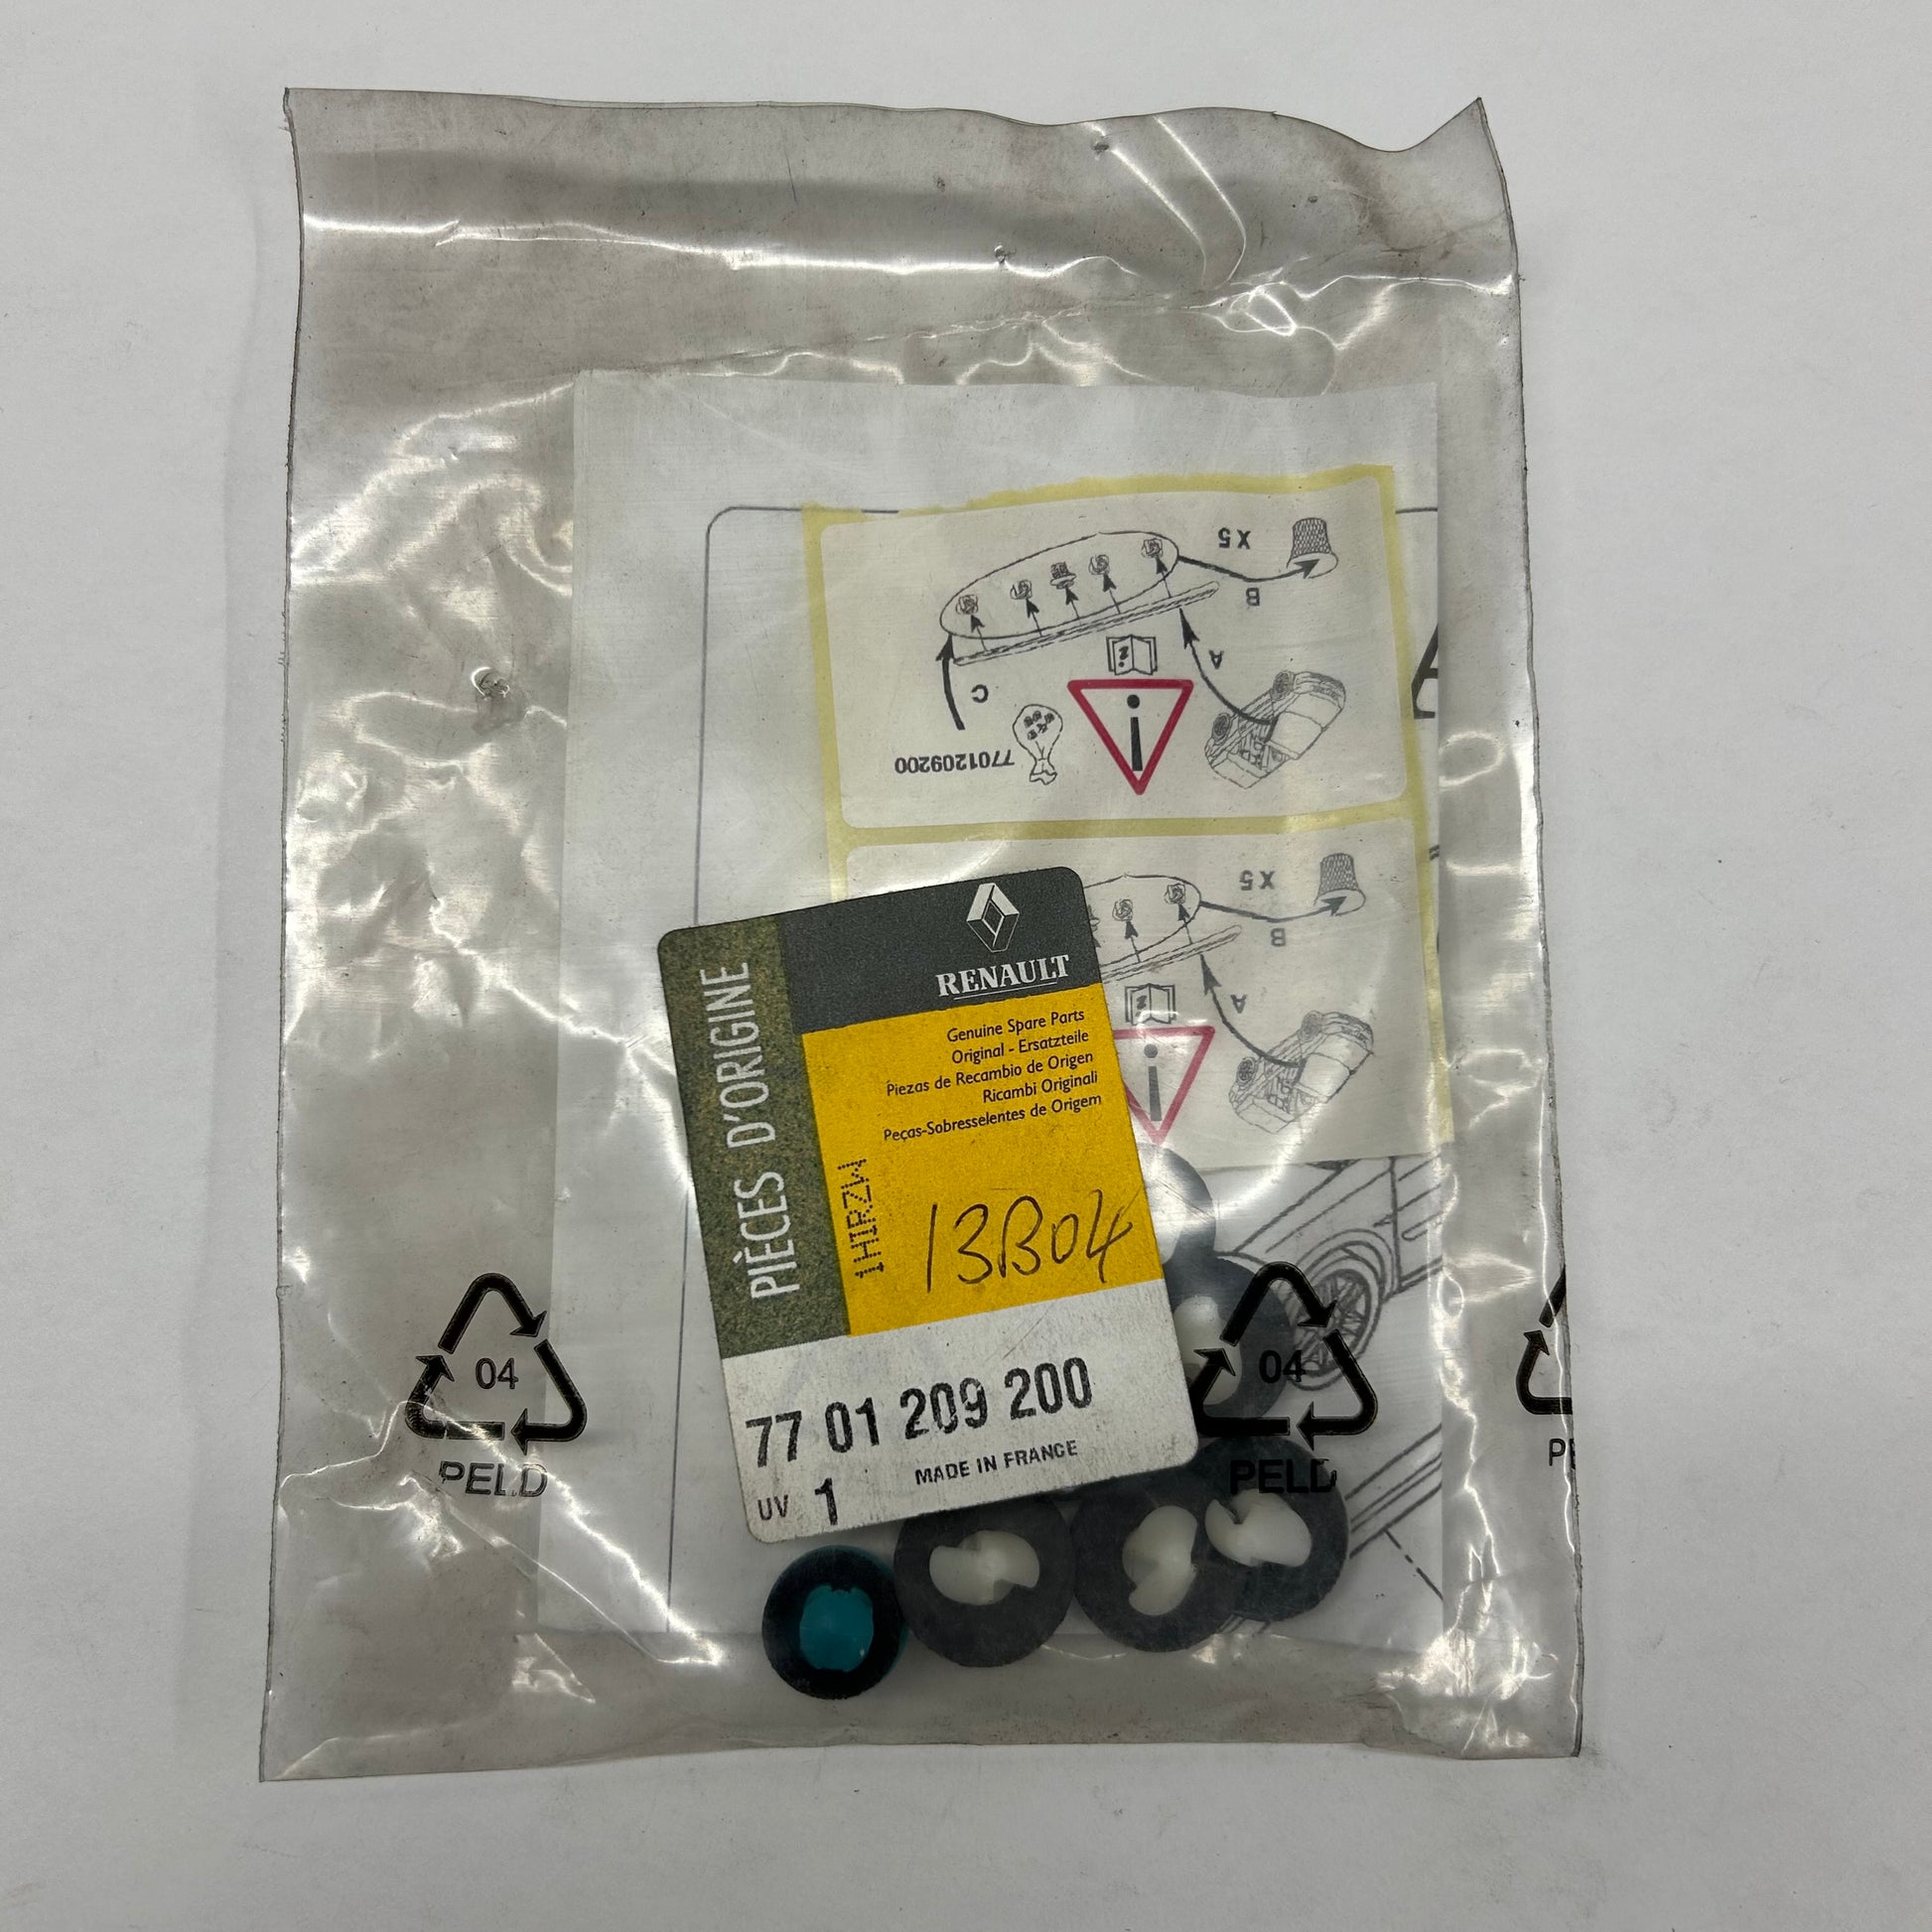 X5
B
A
C
7701209200
i
X5
B
A
i
RENAULT
PIÈCES D'ORIGINE
Genuine Spare Parts
Original - Ersatzteile
Piezas de Recambio de Origen
Ricambi Originali
Peças-Sobresselentes de Origem
13B04
77 01 209 200
UV 1 MADE IN FRANCE
04
PELD
04
PELD